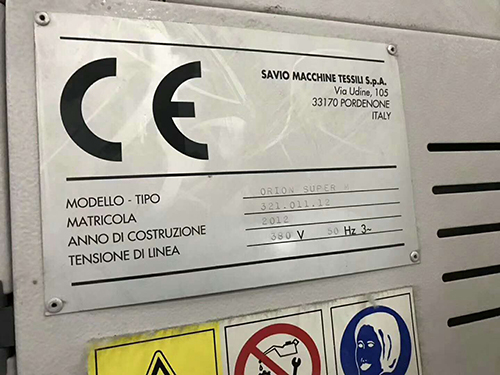 CE
SAVIO MACCHINE TESSILI S.p.A.
Via Udine, 105
33170 PORDENONE
ITALY
MODELLO - TIPO ORION SUPER M
MATRICOLA 321.011.12
ANNO DI COSTRUZIONE 2012
TENSIONE DI LINEA 380 V 50 Hz 3~